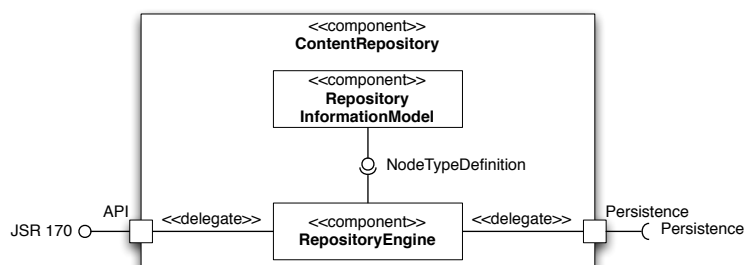 <<component>>
ContentRepository
<<component>>
Repository
InformationModel
NodeTypeDefinition
API
JSR 170
<<delegate>>
<<component>>
RepositoryEngine
<<delegate>>
Persistence
Persistence